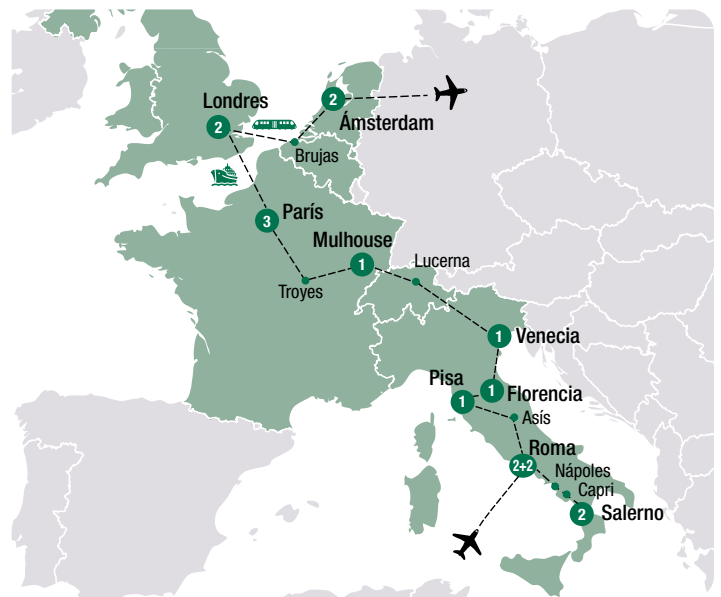 Londres
2
2
Ámsterdam
Brujas
París
3
Mulhouse
1
Lucerna
Troyes
1
Venecia
Pisa
1
1
Florencia
Asís
Roma
2+2
Nápoles
Capri
2
Salerno